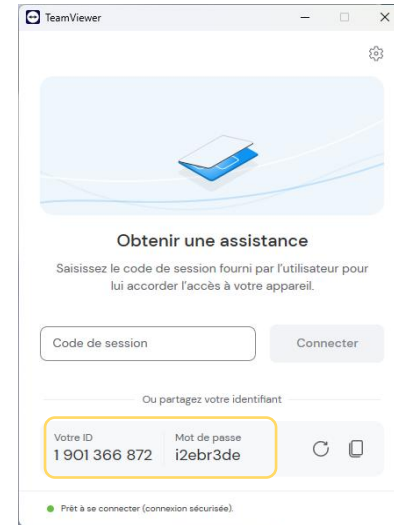 TeamViewer
Obtenir une assistance
Saisissez le code de session fourni par l'utilisateur pour
lui accorder l'accès à votre appareil.
Code de session
Connecter
Ou partagez votre identifiant
Votre ID
Mot de passe
1 901 366 872
i2ebr3de
Prêt à se connecter (connexion sécurisée).